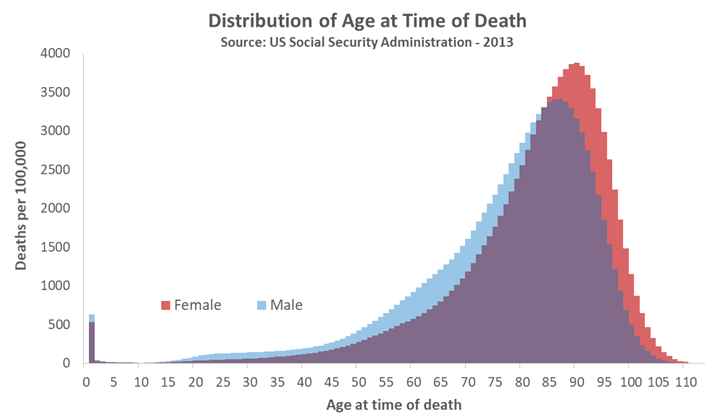 Distribution of Age at Time of Death
Source: US Social Security Administration - 2013
4000
3500
3000
2500
2000
1500
1000
500
0
Deaths per 100,000
Female Male
0 5 10 15 20 25 30 35 40 45 50 55 60 65 70 75 80 85 90 95 100 105 110
Age at time of death